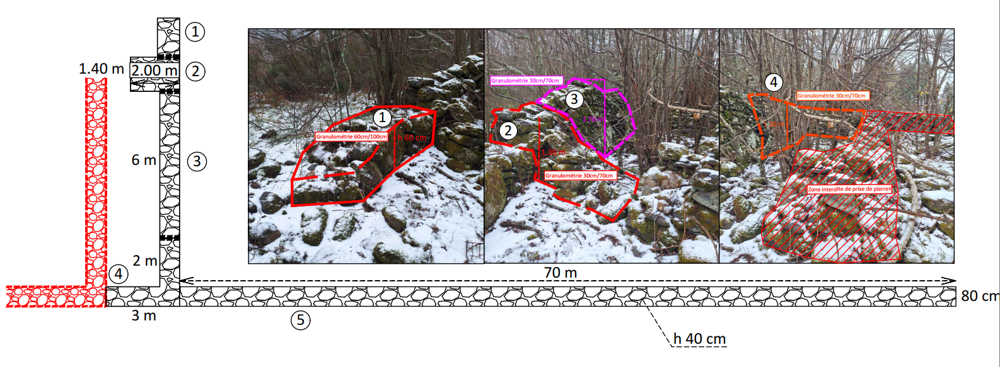 1
1.40 m
2.00 m
2
6 m
3
2 m
4
3 m
5
70 m
80 cm
h 40 cm
1
Granulométrie 60cm/100cm
h 60 cm
Granulométrie 30cm/70cm
3
2
Granulométrie 30cm/70cm
4
Granulométrie 30cm/70cm
Zone interdite de prise de pierres